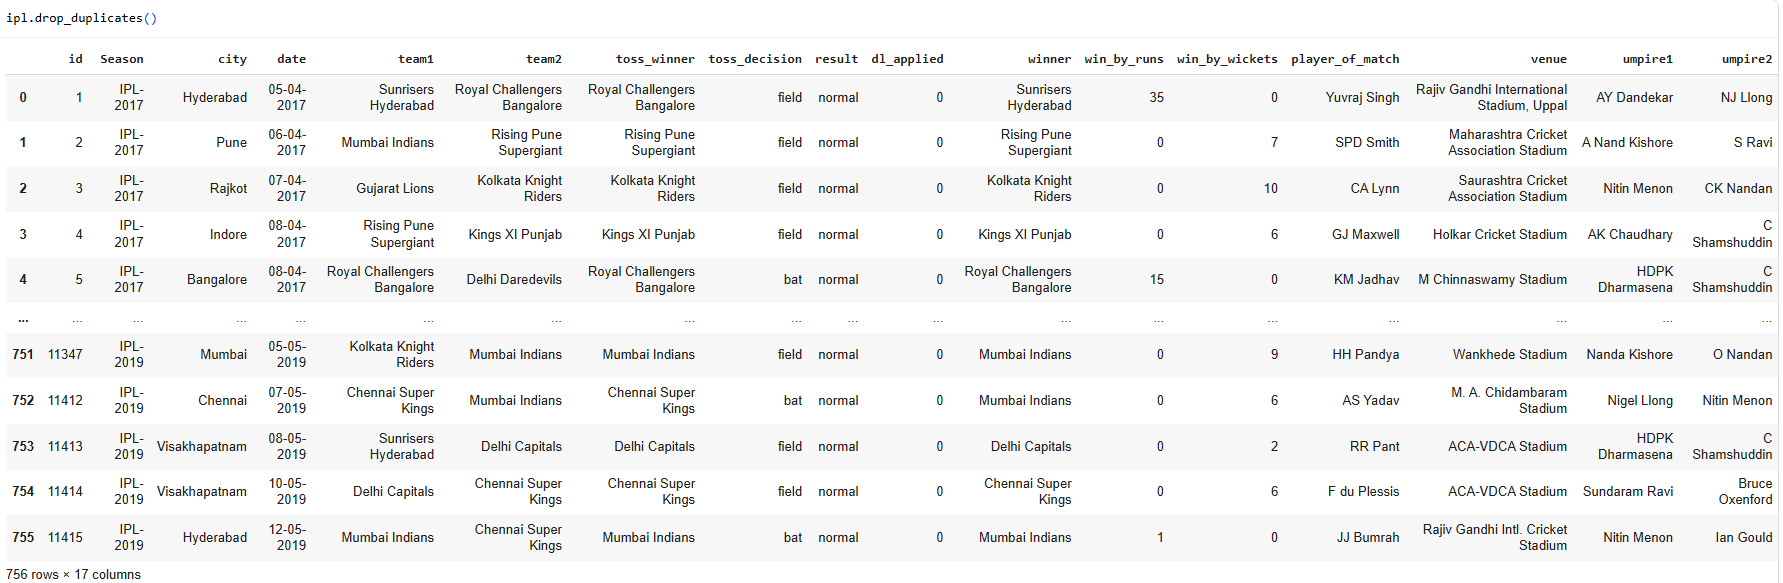 ipl.drop_duplicates()
id Season city date team1 team2 toss_winner toss_decision result dl_applied winner win_by_runs win_by_wickets player_of_match venue umpire1 umpire2
0 1 IPL-2017 Hyderabad 05-04-2017 Sunrisers Hyderabad Royal Challengers Bangalore Royal Challengers Bangalore field normal 0 Sunrisers Hyderabad 35 0 Yuvraj Singh Rajiv Gandhi International Stadium, Uppal AY Dandekar NJ Llong
1 2 IPL-2017 Pune 06-04-2017 Mumbai Indians Rising Pune Supergiant Rising Pune Supergiant field normal 0 Rising Pune Supergiant 0 7 SPD Smith Maharashtra Cricket Association Stadium A Nand Kishore S Ravi
2 3 IPL-2017 Rajkot 07-04-2017 Gujarat Lions Kolkata Knight Riders Kolkata Knight Riders field normal 0 Kolkata Knight Riders 0 10 CA Lynn Saurashtra Cricket Association Stadium Nitin Menon CK Nandan
3 4 IPL-2017 Indore 08-04-2017 Rising Pune Supergiant Kings XI Punjab Kings XI Punjab field normal 0 Kings XI Punjab 0 6 GJ Maxwell Holkar Cricket Stadium AK Chaudhary C Shamshuddin
4 5 IPL-2017 Bangalore 08-04-2017 Royal Challengers Bangalore Delhi Daredevils Royal Challengers Bangalore bat normal 0 Royal Challengers Bangalore 15 0 KM Jadhav M Chinnaswamy Stadium HDPK Dharmasena C Shamshuddin
... ... ... ... ... ... ... ... ... ... ... ... ... ... ... ... ... ...
751 11347 IPL-2019 Mumbai 05-05-2019 Kolkata Knight Riders Mumbai Indians Mumbai Indians field normal 0 Mumbai Indians 0 9 HH Pandya Wankhede Stadium Nanda Kishore O Nandan
752 11412 IPL-2019 Chennai 07-05-2019 Chennai Super Kings Mumbai Indians Chennai Super Kings bat normal 0 Mumbai Indians 0 6 AS Yadav M. A. Chidambaram Stadium Nigel Llong Nitin Menon
753 11413 IPL-2019 Visakhapatnam 08-05-2019 Sunrisers Hyderabad Delhi Capitals Delhi Capitals field normal 0 Delhi Capitals 0 2 RR Pant ACA-VDCA Stadium HDPK Dharmasena C Shamshuddin
754 11414 IPL-2019 Visakhapatnam 10-05-2019 Delhi Capitals Chennai Super Kings Chennai Super Kings field normal 0 Chennai Super Kings 0 6 F du Plessis ACA-VDCA Stadium Sundaram Ravi Bruce Oxenford
755 11415 IPL-2019 Hyderabad 12-05-2019 Mumbai Indians Chennai Super Kings Mumbai Indians bat normal 0 Mumbai Indians 1 0 JJ Bumrah Rajiv Gandhi Intl. Cricket Stadium Nitin Menon Ian Gould
756 rows × 17 columns